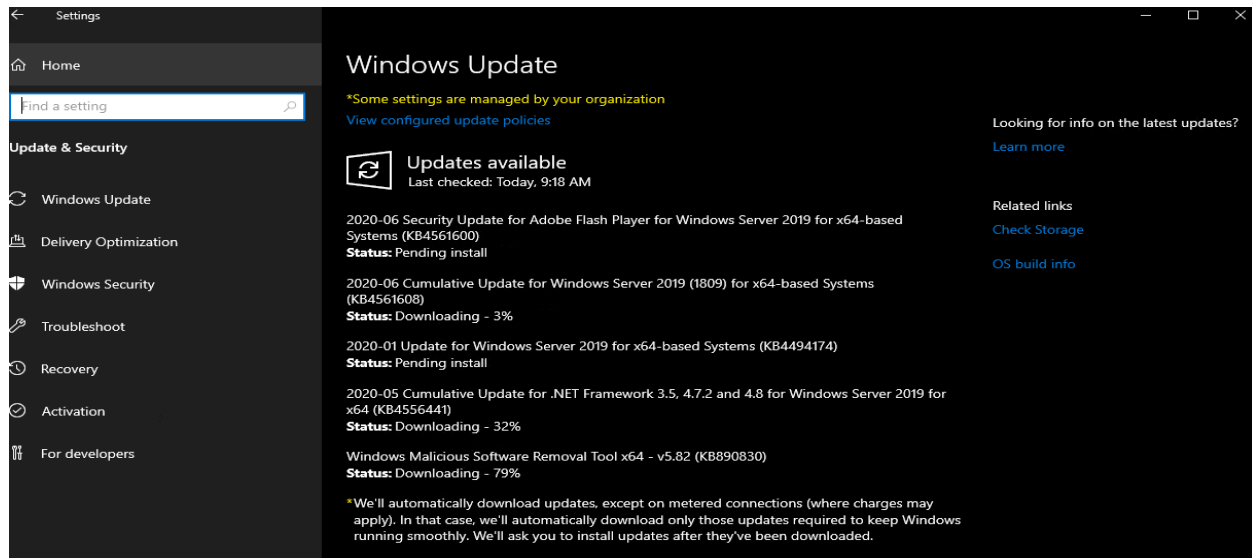 Settings
Home
Find a setting
Update & Security
Windows Update
Delivery Optimization
Windows Security
Troubleshoot
Recovery
Activation
For developers
Windows Update
*Some settings are managed by your organization
View configured update policies
Updates available
Last checked: Today, 9:18 AM
2020-06 Security Update for Adobe Flash Player for Windows Server 2019 for x64-based
Systems (KB4561600)
Status: Pending install
2020-06 Cumulative Update for Windows Server 2019 (1809) for x64-based Systems
(KB4561608)
Status: Downloading - 3%
2020-01 Update for Windows Server 2019 for x64-based Systems (KB4494174)
Status: Pending install
2020-05 Cumulative Update for .NET Framework 3.5, 4.7.2 and 4.8 for Windows Server 2019 for
x64 (KB4556441)
Status: Downloading - 32%
Windows Malicious Software Removal Tool x64 - v5.82 (KB890830)
Status: Downloading - 79%
*We'll automatically download updates, except on metered connections (where charges may
apply). In that case, we'll automatically download only those updates required to keep Windows
running smoothly. We'll ask you to install updates after they've been downloaded.
Looking for info on the latest updates?
Learn more
Related links
Check Storage
OS build info